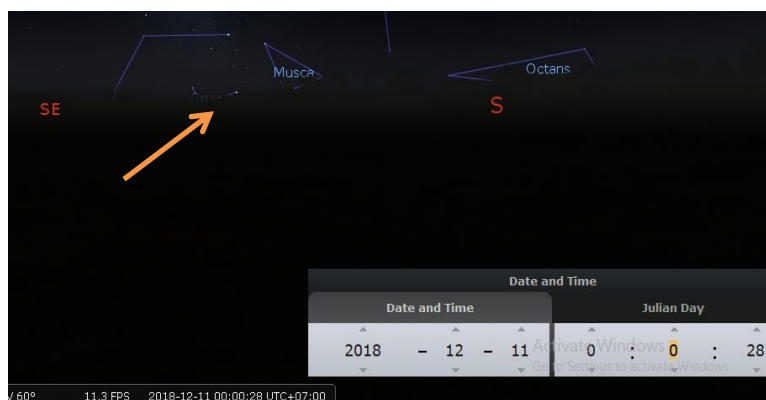 Musca
Octans
SE
S
Date and Time
Date and Time
Julian Day
2018 - 12 - 11
0 : 0 : 28
Activate Windows
Go to Settings to activate Windows.
/ 60°
11.3 FPS
2018-12-11 00:00:28 UTC+07:00